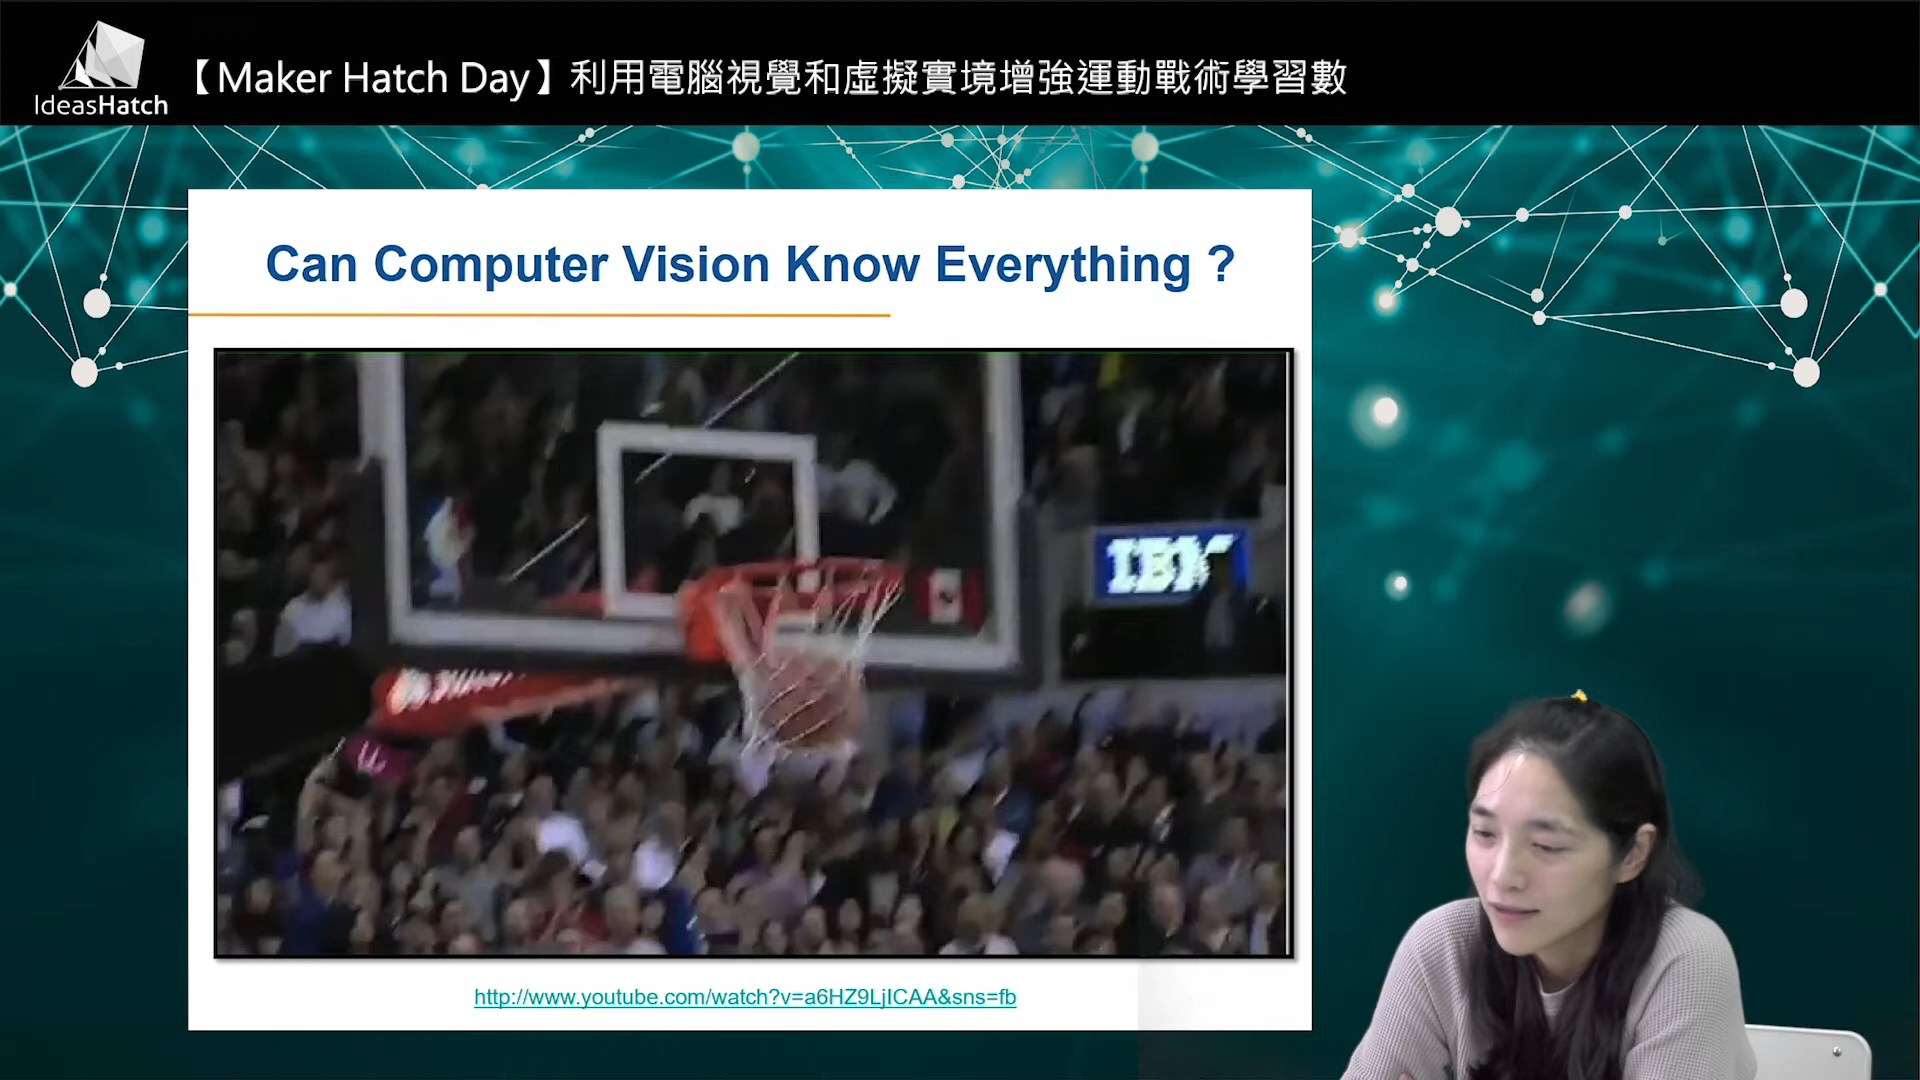 IdeasHatch
【Maker Hatch Day】利用電腦視覺和虛擬實境增強運動戰術學習數
Can Computer Vision Know Everything ?
IBM
http://www.youtube.com/watch?v=a6HZ9LjICAA&sns=fb